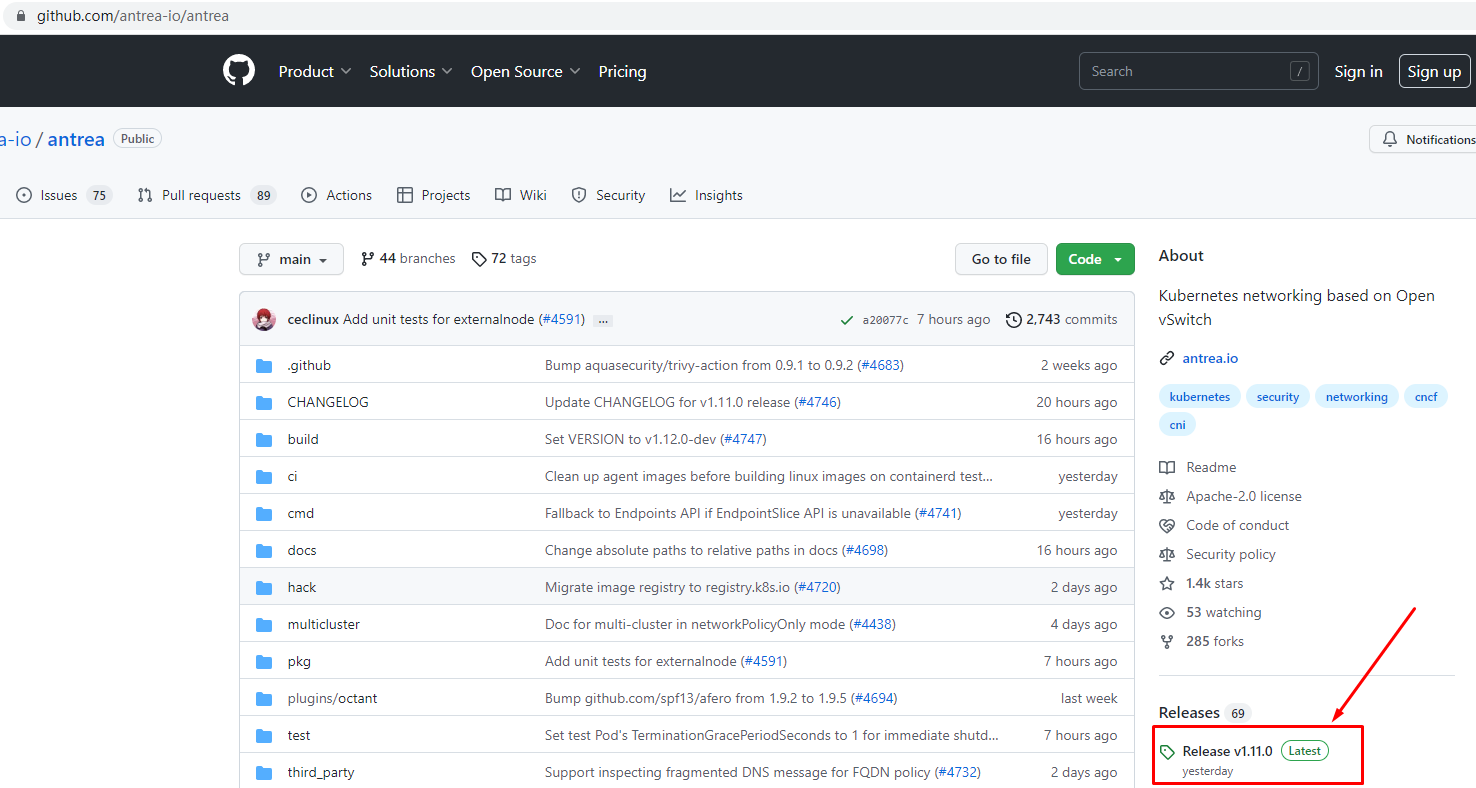 github.com/antrea-io/antrea
Product Solutions Open Source Pricing Search / Sign in Sign up
a-io / antrea Public Notifications
Issues 75 Pull requests 89 Actions Projects Wiki Security Insights
main 44 branches 72 tags Go to file Code
ceclinux Add unit tests for externalnode (#4591) ... a20077c 7 hours ago 2,743 commits
.github Bump aquasecurity/trivy-action from 0.9.1 to 0.9.2 (#4683) 2 weeks ago
CHANGELOG Update CHANGELOG for v1.11.0 release (#4746) 20 hours ago
build Set VERSION to v1.12.0-dev (#4747) 16 hours ago
ci Clean up agent images before building linux images on containerd test... yesterday
cmd Fallback to Endpoints API if EndpointSlice API is unavailable (#4741) yesterday
docs Change absolute paths to relative paths in docs (#4698) 16 hours ago
hack Migrate image registry to registry.k8s.io (#4720) 2 days ago
multicluster Doc for multi-cluster in networkPolicyOnly mode (#4438) 4 days ago
pkg Add unit tests for externalnode (#4591) 7 hours ago
plugins/octant Bump github.com/spf13/afero from 1.9.2 to 1.9.5 (#4694) last week
test Set test Pod's TerminationGracePeriodSeconds to 1 for immediate shutd... 7 hours ago
third_party Support inspecting fragmented DNS message for FQDN policy (#4732) 2 days ago
About
Kubernetes networking based on Open
vSwitch
antrea.io
kubernetes security networking cncf
cni
Readme
Apache-2.0 license
Code of conduct
Security policy
1.4k stars
53 watching
285 forks
Releases 69
Release v1.11.0 Latest
yesterday